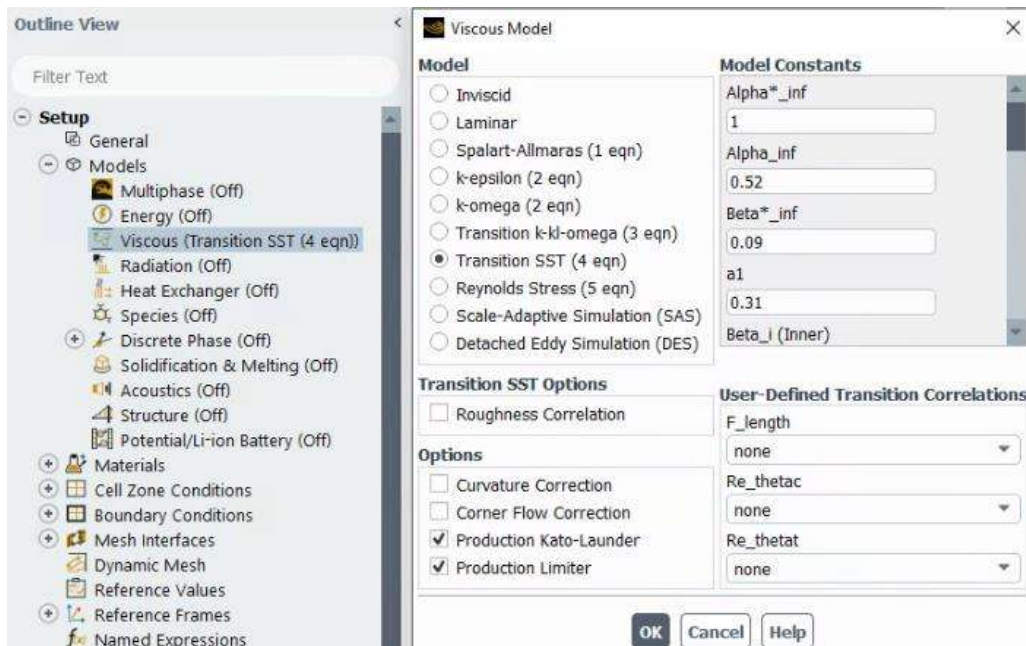 Outline View
Filter Text
Setup
General
Models
Multiphase (Off)
Energy (Off)
Viscous (Transition SST (4 eqn))
Radiation (Off)
Heat Exchanger (Off)
Species (Off)
Discrete Phase (Off)
Solidification & Melting (Off)
Acoustics (Off)
Structure (Off)
Potential/Li-ion Battery (Off)
Materials
Cell Zone Conditions
Boundary Conditions
Mesh Interfaces
Dynamic Mesh
Reference Values
Reference Frames
Named Expressions
Viscous Model
Model
Inviscid
Laminar
Spalart-Allmaras (1 eqn)
k-epsilon (2 eqn)
k-omega (2 eqn)
Transition k-kl-omega (3 eqn)
Transition SST (4 eqn)
Reynolds Stress (5 eqn)
Scale-Adaptive Simulation (SAS)
Detached Eddy Simulation (DES)
Transition SST Options
Roughness Correlation
Options
Curvature Correction
Corner Flow Correction
Production Kato-Launder
Production Limiter
Model Constants
Alpha*_inf
1
Alpha_inf
0.52
Beta*_inf
0.09
a1
0.31
Beta_i (Inner)
User-Defined Transition Correlations
F_length
none
Re_thetac
none
Re_thetat
none
OK
Cancel
Help